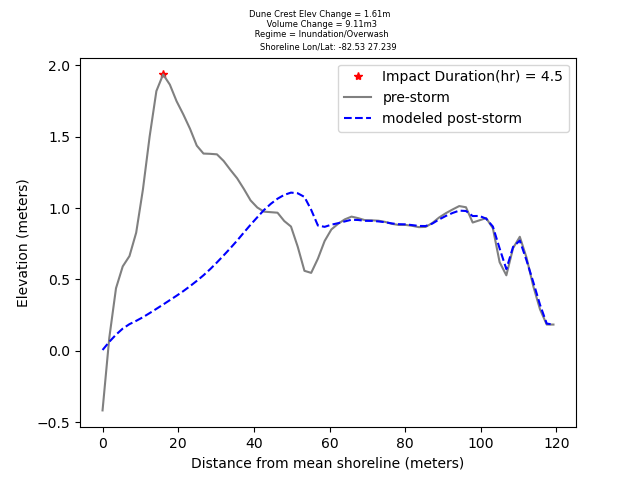 Dune Crest Elev Change = 1.61m
Volume Change = 9.11m3
Regime = Inundation/Overwash
Shoreline Lon/Lat: -82.53 27.239
Impact Duration(hr) = 4.5
pre-storm
modeled post-storm
2.0
1.5
1.0
0.5
0.0
−0.5
Elevation (meters)
0 20 40 60 80 100 120
Distance from mean shoreline (meters)